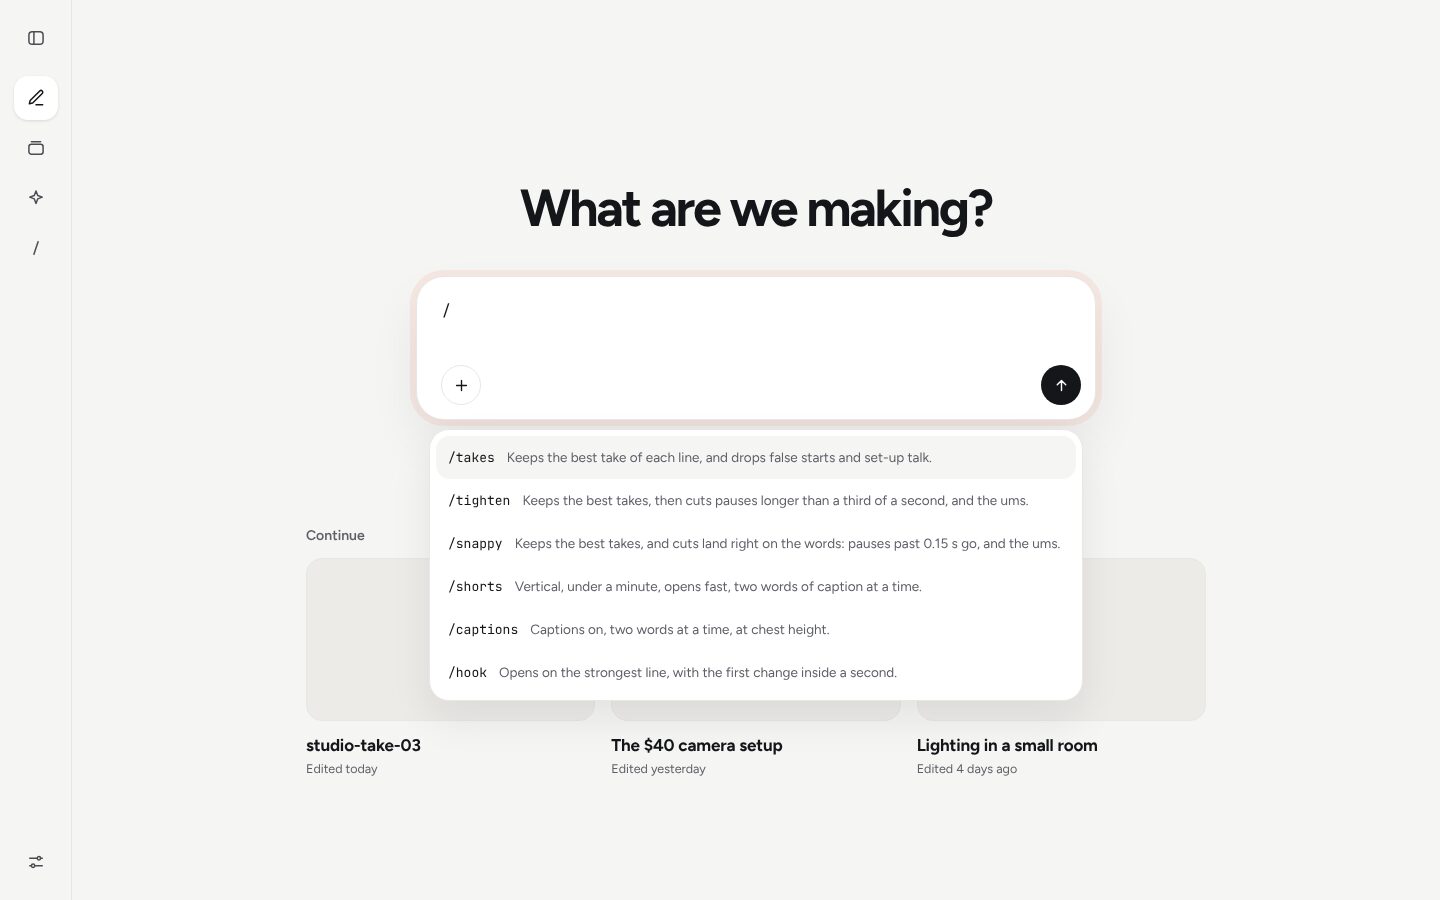 /
What are we making?
/
/takes Keeps the best take of each line, and drops false starts and set-up talk.
/tighten Keeps the best takes, then cuts pauses longer than a third of a second, and the ums.
/snappy Keeps the best takes, and cuts land right on the words: pauses past 0.15 s go, and the ums.
/shorts Vertical, under a minute, opens fast, two words of caption at a time.
/captions Captions on, two words at a time, at chest height.
/hook Opens on the strongest line, with the first change inside a second.
Continue
studio-take-03
Edited today
The $40 camera setup
Edited yesterday
Lighting in a small room
Edited 4 days ago